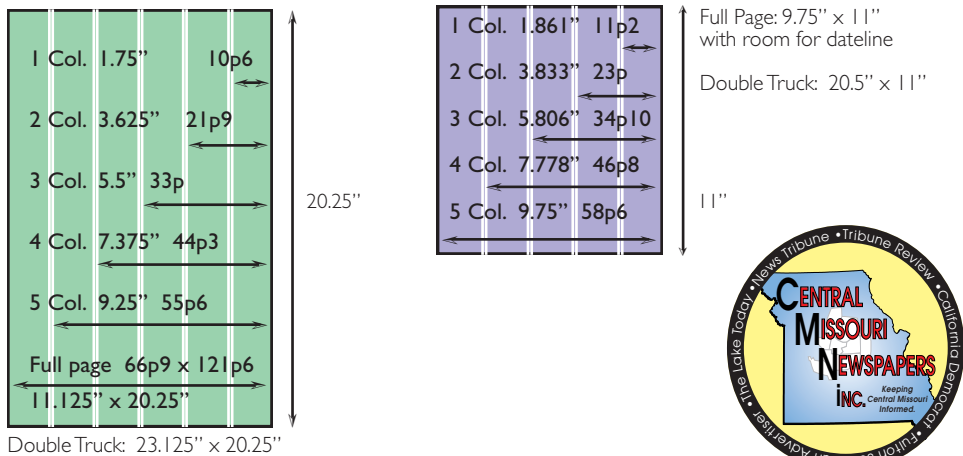 1 Col. 1.75” 10p6
2 Col. 3.625” 21p9
3 Col. 5.5” 33p
4 Col. 7.375” 44p3
5 Col. 9.25” 55p6
Full page 66p9 x 121p6
11.125” x 20.25”
20.25”
Double Truck: 23.125” x 20.25”
1 Col. 1.861” 11p2
2 Col. 3.833” 23p
3 Col. 5.806” 34p10
4 Col. 7.778” 46p8
5 Col. 9.75” 58p6
11”
Full Page: 9.75” x 11”
with room for dateline
Double Truck: 20.5” x 11”
The Lake Today • News Tribune • Tribune Review • California Democrat • Fulton Advertiser •
CENTRAL
MISSOURI
NEWSPAPERS
iNC.
Keeping
Central Missouri
Informed.